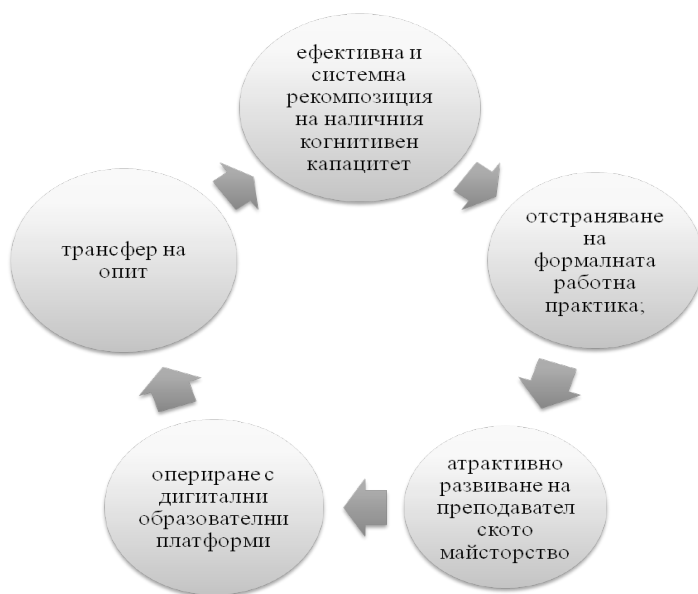 ефективна и
системна
рекомпозиция
на наличния
когнитивен
капацитет
отстраняване
на
формалната
работна
практика;
атрактивно
развиване на
преподавател
ското
майсторство
опериране с
дигитални
образователни
платформи
трансфер на
опит